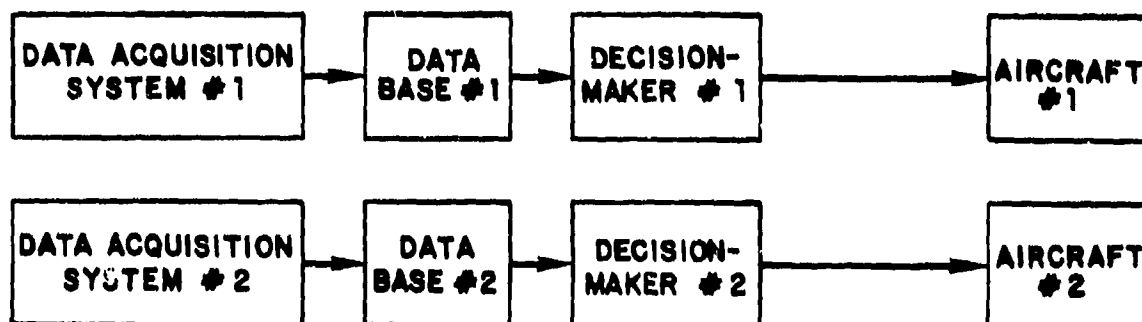 DATA ACQUISITION
SYSTEM #1
DATA
BASE #1
DECISION-
MAKER # 1
AIRCRAFT
#1
DATA ACQUISITION
SYSTEM #2
DATA
BASE #2
DECISION-
MAKER # 2
AIRCRAFT
#2